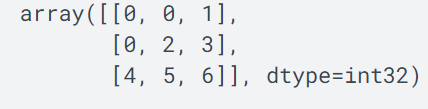 array([[0, 0, 1],
       [0, 2, 3],
       [4, 5, 6]], dtype=int32)